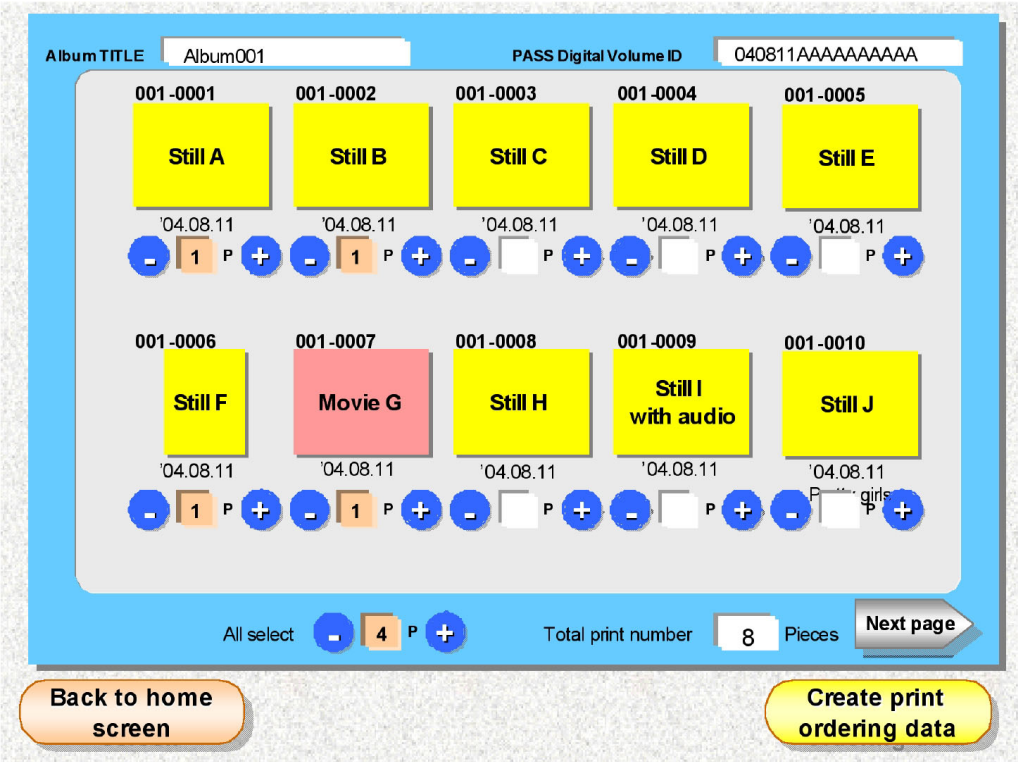 Album TITLE Album001 PASS Digital Volume ID 040811AAAAAAAAAA
001-0001 001-0002 001-0003 001-0004 001-0005
Still A Still B Still C Still D Still E
'04.08.11 '04.08.11 '04.08.11 '04.08.11 '04.08.11
- 1 P + - 1 P + - P + - P + - P +
001-0006 001-0007 001-0008 001-0009 001-0010
Still F Movie G Still H Still I Still J
with audio
'04.08.11 '04.08.11 '04.08.11 '04.08.11 '04.08.11
girls
- 1 P + - 1 P + - P + - P + - P +
All select - 4 P + Total print number 8 Pieces Next page
Back to home
screen
Create print
ordering data